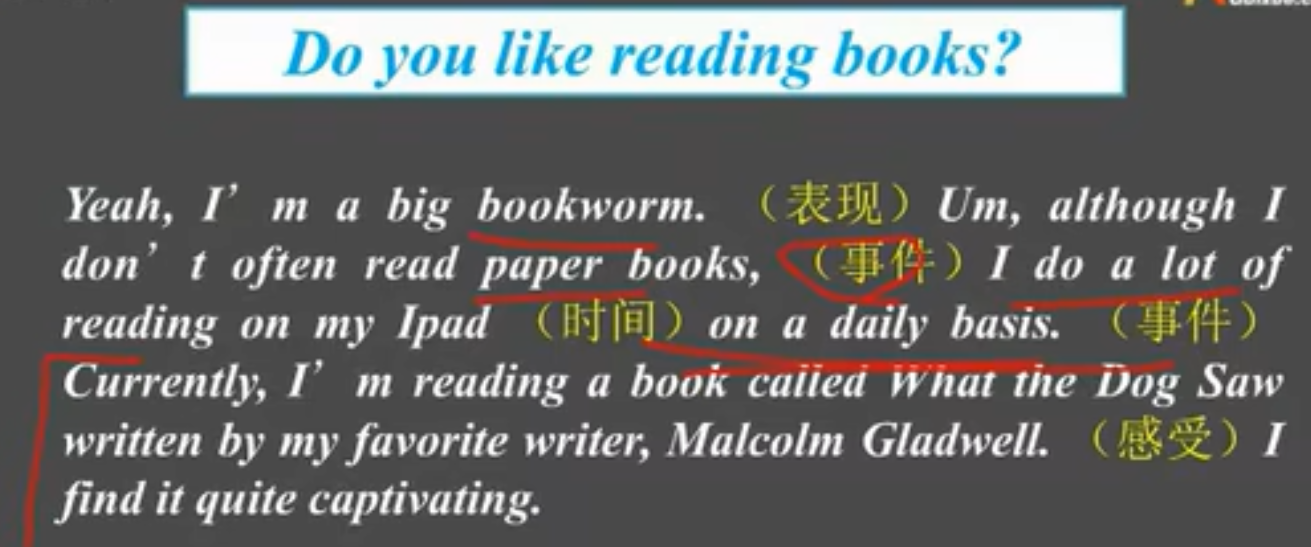 Do you like reading books?
Yeah, I’ m a big bookworm. （表现）Um, although I
don’ t often read paper books, （事件）I do a lot of
reading on my Ipad （时间）on a daily basis. （事件）
Currently, I’ m reading a book called What the Dog Saw
written by my favorite writer, Malcolm Gladwell. （感受）I
find it quite captivating.